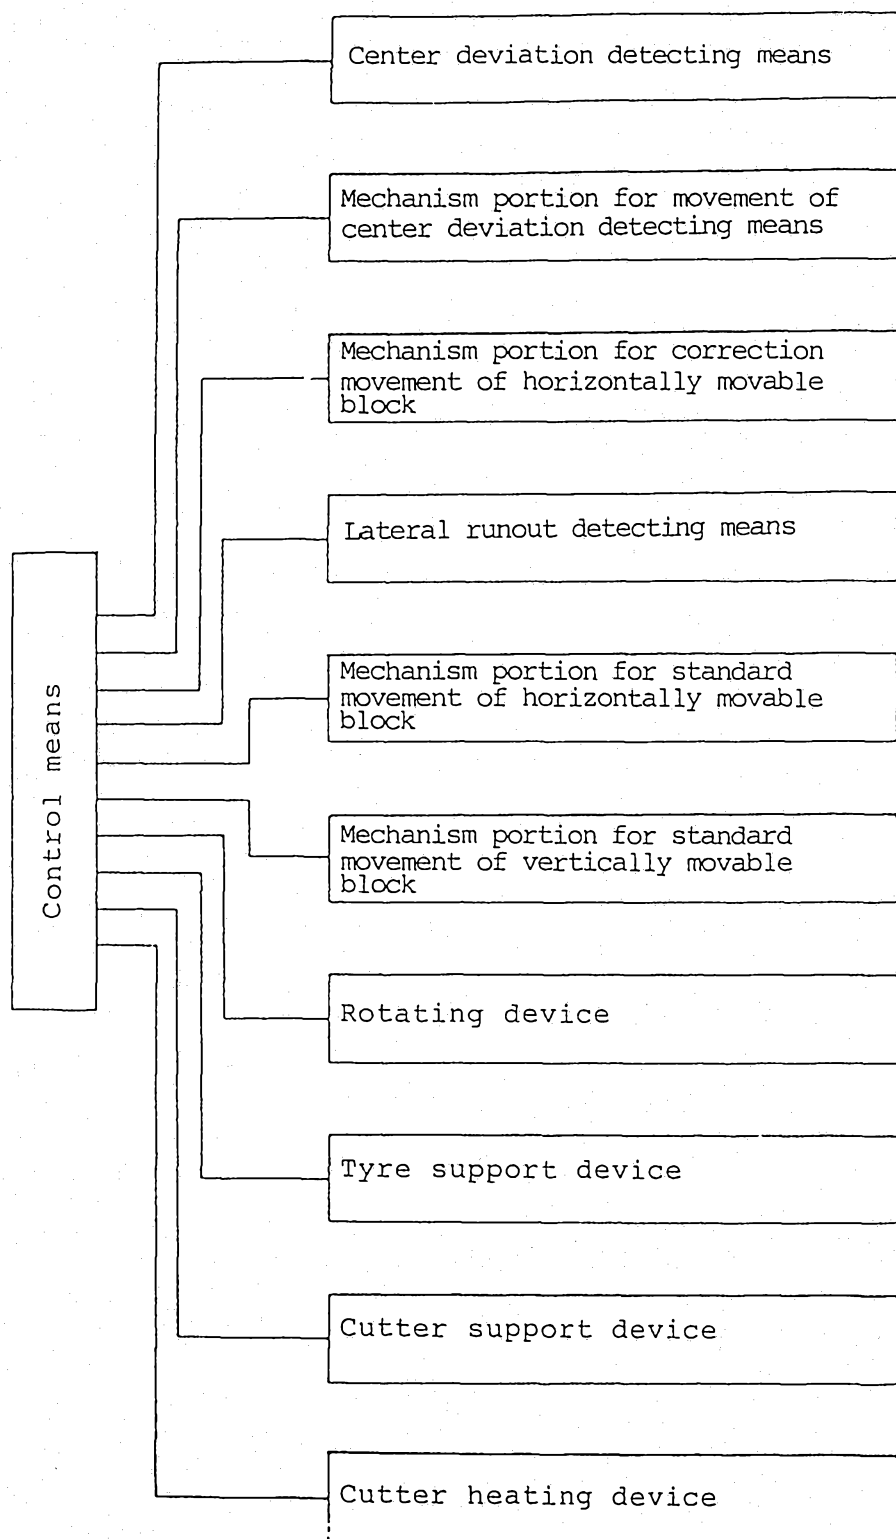 Center deviation detecting means
Mechanism portion for movement of
center deviation detecting means
Mechanism portion for correction
movement of horizontally movable
block
Lateral runout detecting means
Control means
Mechanism portion for standard
movement of horizontally movable
block
Mechanism portion for standard
movement of vertically movable
block
Rotating device
Tyre support device
Cutter support device
Cutter heating device